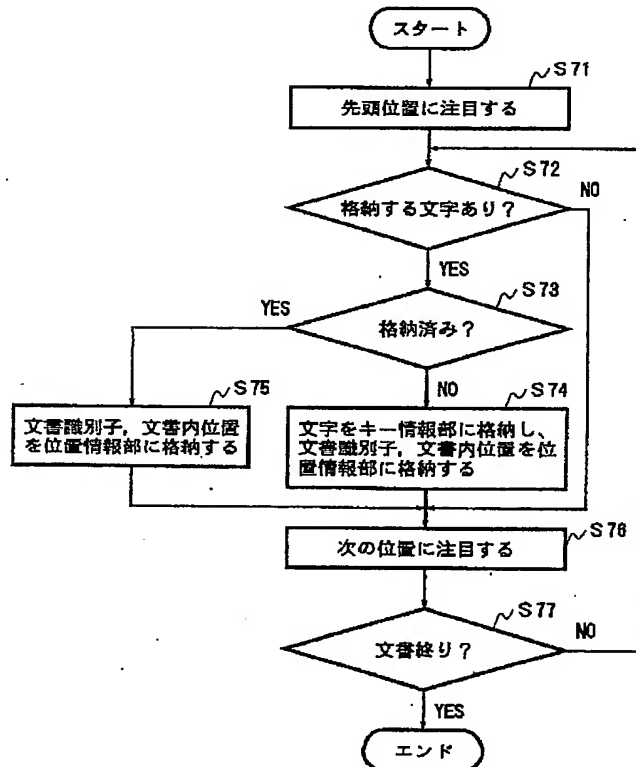 スタート
S71
先頭位置に注目する
S72
格納する文字あり？
NO
YES
S73
YES
格納済み？
NO
S75
S74
文書識別子，文書内位置
を位置情報部に格納する
文字をキー情報部に格納し、
文書識別子，文書内位置を位
置情報部に格納する
S76
次の位置に注目する
S77
文書終り？
NO
YES
エンド